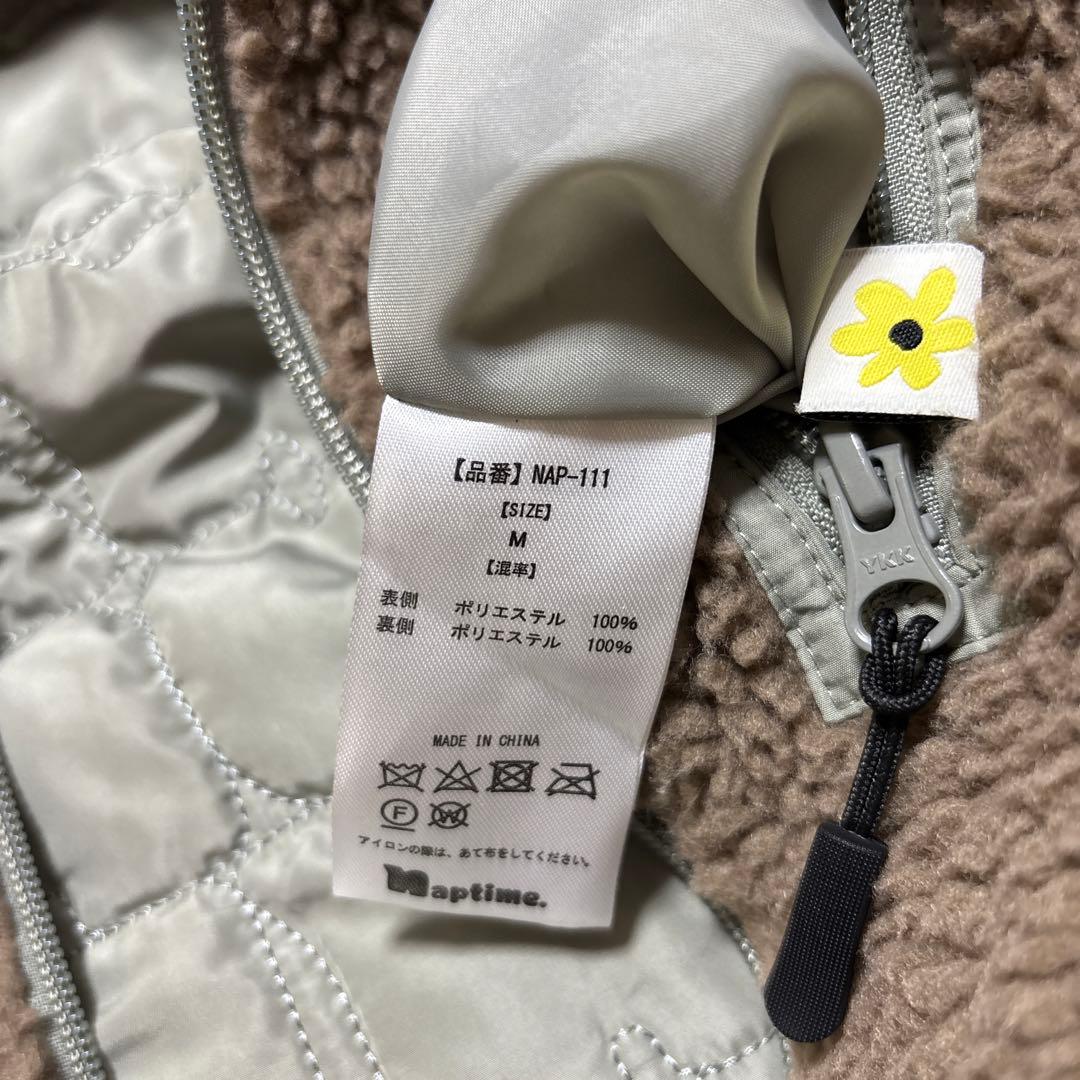 【品番】NAP-111
【SIZE】
M
【混率】
表側 ポリエステル 100%
裏側 ポリエステル 100%
MADE IN CHINA
F W
アイロンの際は、あて布をしてください。
Naptime.
YKK